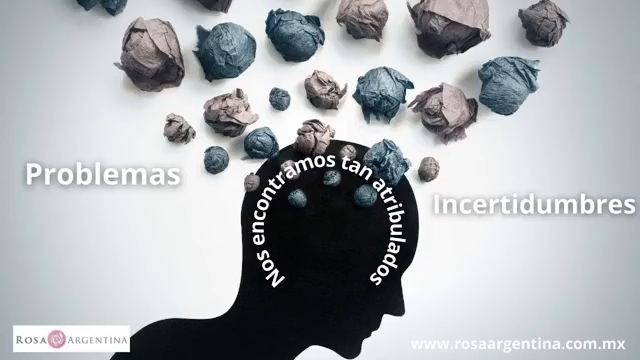 Problemas
Nos encontramos tan atribulados
Incertidumbres
ROSA ARGENTINA
www.rosaargentina.com.mx